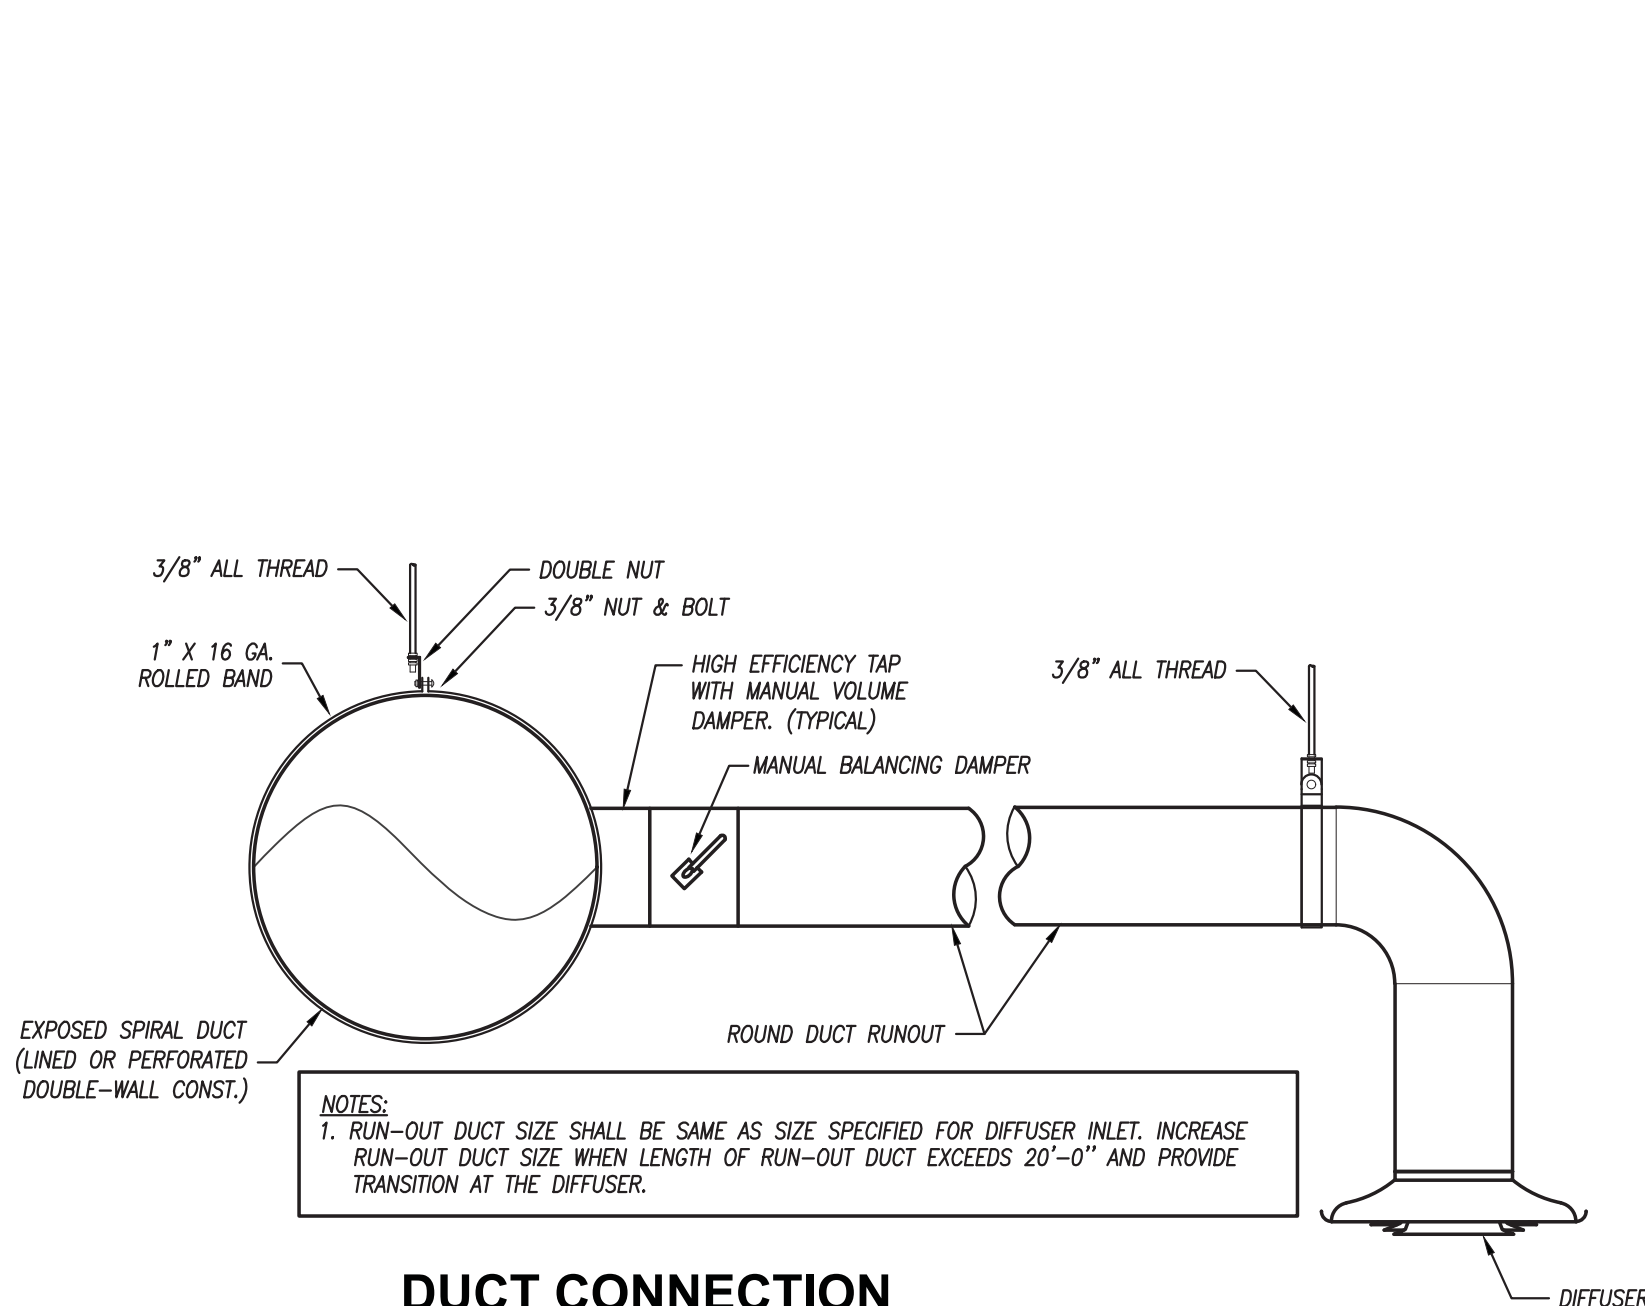 3/8" ALL THREAD
DOUBLE NUT
3/8" NUT & BOLT
1" X 16 GA.
ROLLED BAND
HIGH EFFICIENCY TAP
WITH MANUAL VOLUME
DAMPER. (TYPICAL)
3/8" ALL THREAD
MANUAL BALANCING DAMPER
EXPOSED SPIRAL DUCT
(LINED OR PERFORATED
DOUBLE-WALL CONST.)
ROUND DUCT RUNOUT
NOTES:
1. RUN-OUT DUCT SIZE SHALL BE SAME AS SIZE SPECIFIED FOR DIFFUSER INLET. INCREASE
RUN-OUT DUCT SIZE WHEN LENGTH OF RUN-OUT DUCT EXCEEDS 20'-0" AND PROVIDE
TRANSITION AT THE DIFFUSER.
DUCT CONNECTION
DIFFUSER